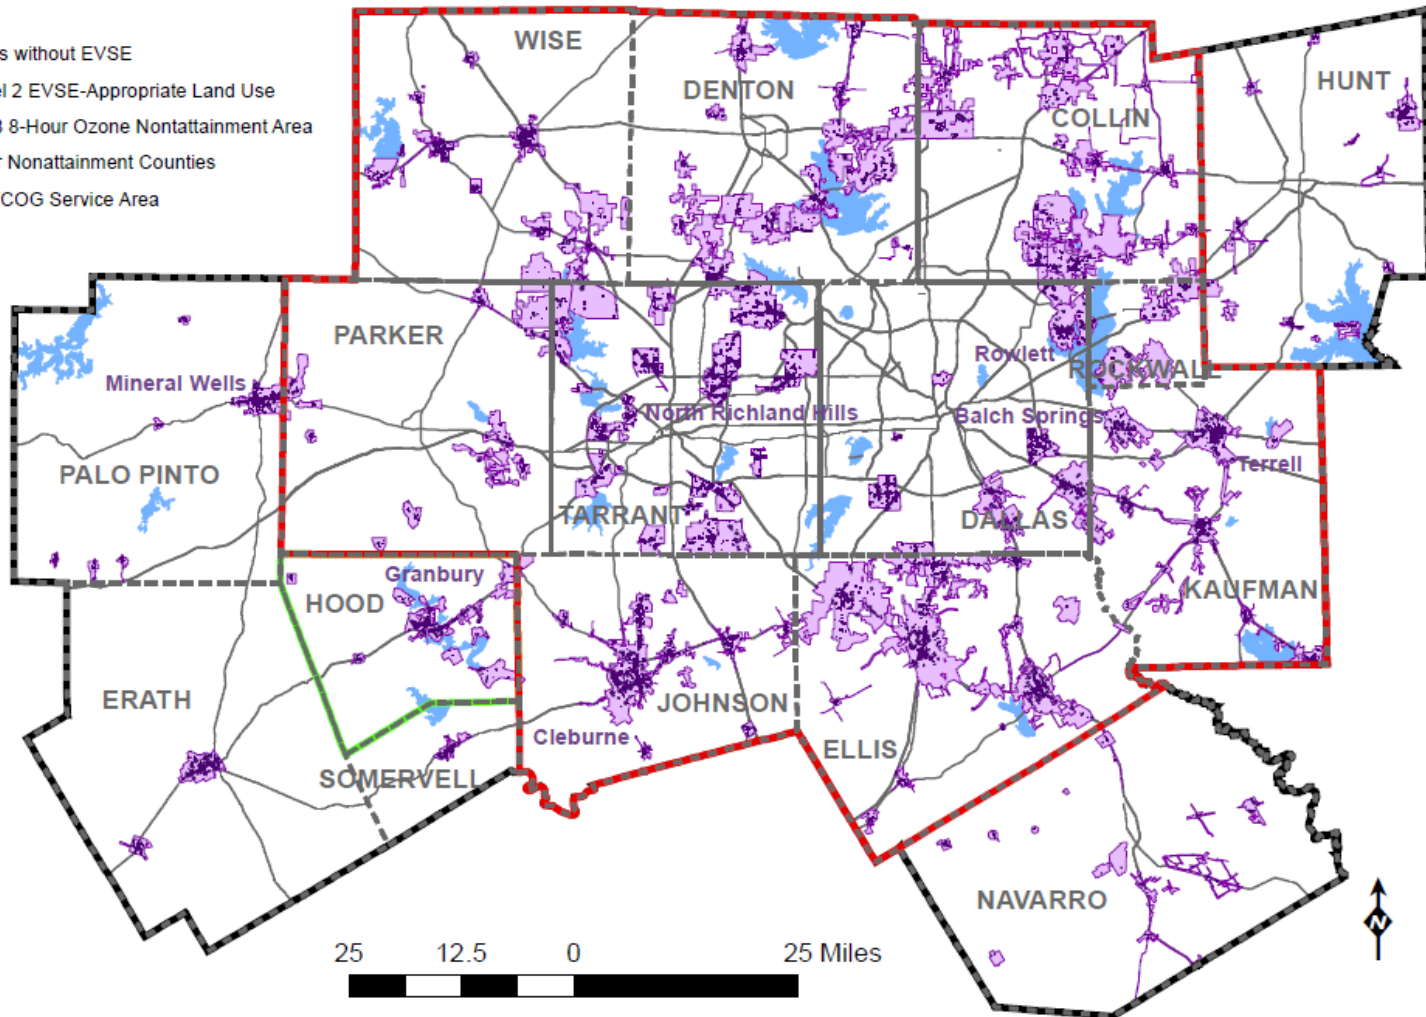 s without EVSE
l 2 EVSE-Appropriate Land Use
8-Hour Ozone Nontattainment Area
Nonattainment Counties
COG Service Area
WISE
DENTON
COLLIN
HUNT
PARKER
Rowlett
ROCKWALL
Mineral Wells
North Richland Hills
Balch Springs
Terrell
PALO PINTO
TARRANT
DALLAS
Granbury
HOOD
KAUFMAN
ERATH
JOHNSON
Cleburne
ELLIS
SOMERVELL
NAVARRO
N
25 12.5 0 25 Miles